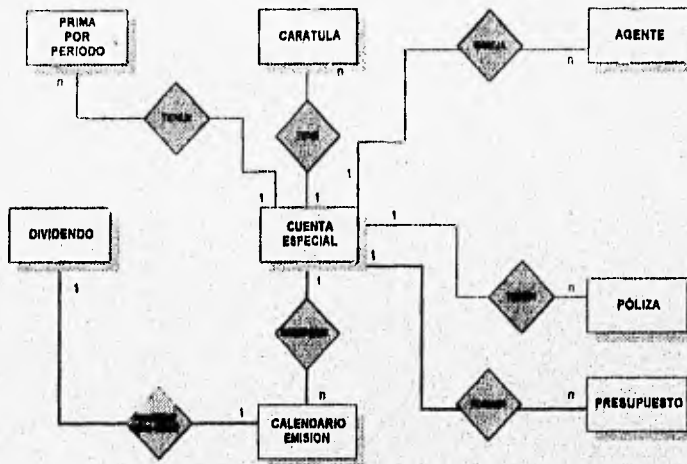 PRIMA
POR
PERIODO
CARATULA
AGENTE
n
n
n
1
1
1
DIVIDENDO
CUENTA
ESPECIAL
1
1
1
1
n
PÓLIZA
n
1
CALENDARIO
EMISION
n
PRESUPUESTO